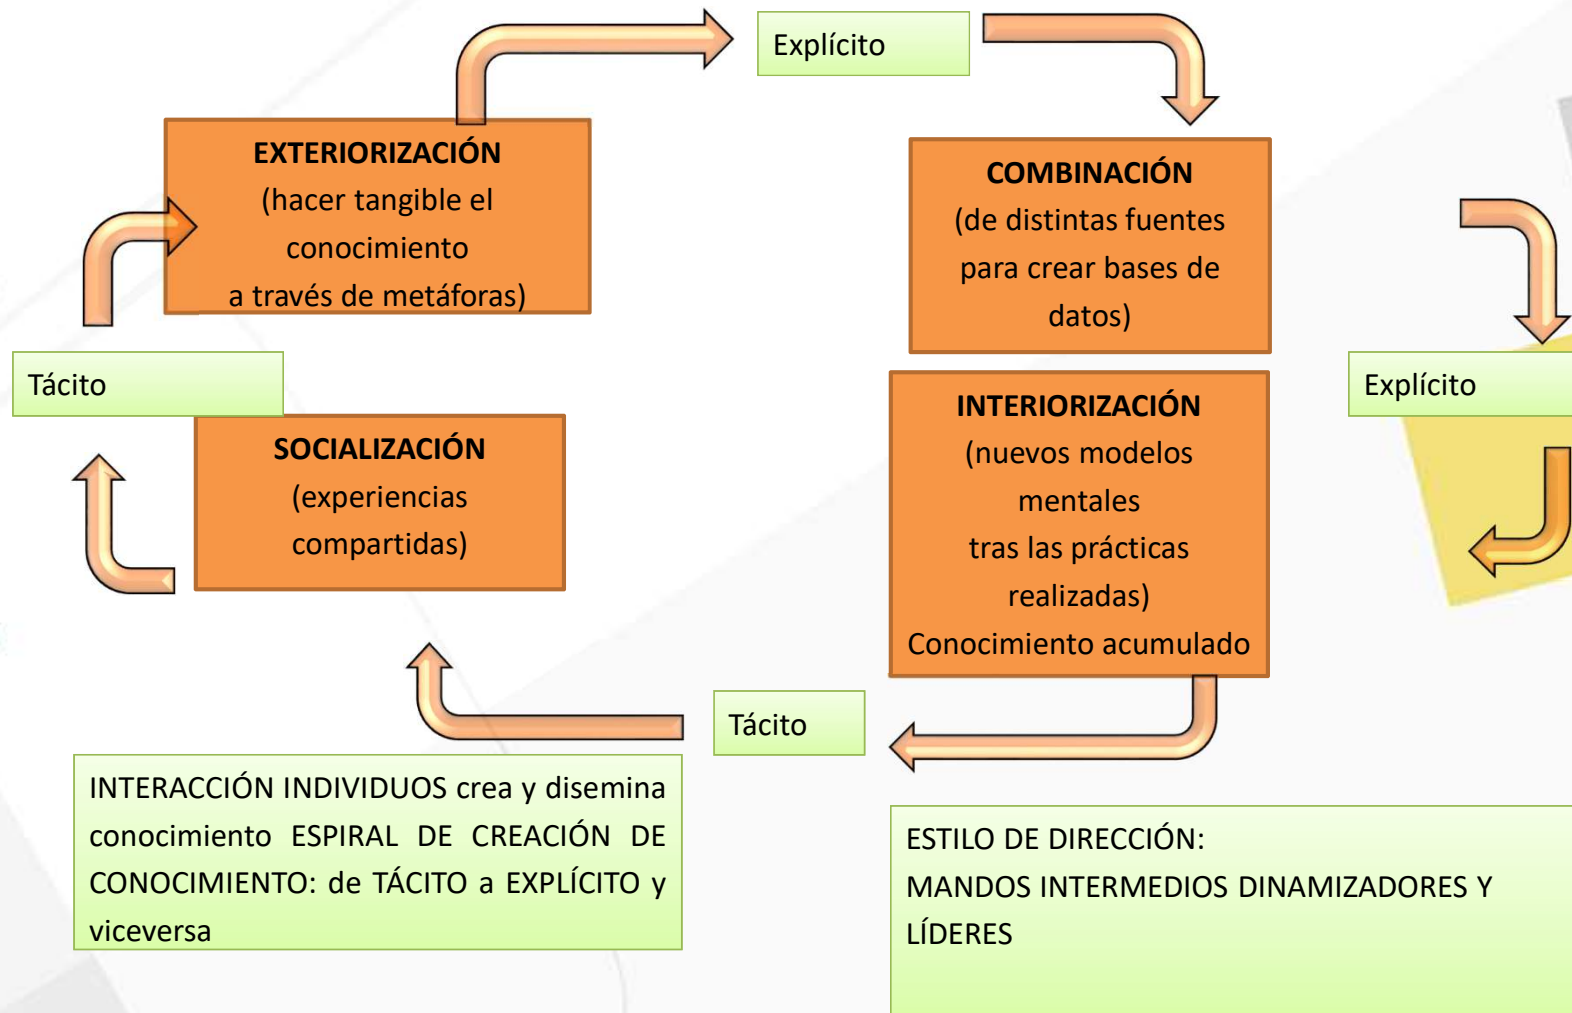 Explícito
EXTERIORIZACIÓN
(hacer tangible el
conocimiento
a través de metáforas)
COMBINACIÓN
(de distintas fuentes
para crear bases de
datos)
Tácito
Explícito
SOCIALIZACIÓN
(experiencias
compartidas)
INTERIORIZACIÓN
(nuevos modelos
mentales
tras las prácticas
realizadas)
Conocimiento acumulado
Tácito
INTERACCIÓN INDIVIDUOS crea y disemina
conocimiento ESPIRAL DE CREACIÓN DE
CONOCIMIENTO: de TÁCITO a EXPLÍCITO y
viceversa
ESTILO DE DIRECCIÓN:
MANDOS INTERMEDIOS DINAMIZADORES Y
LÍDERES